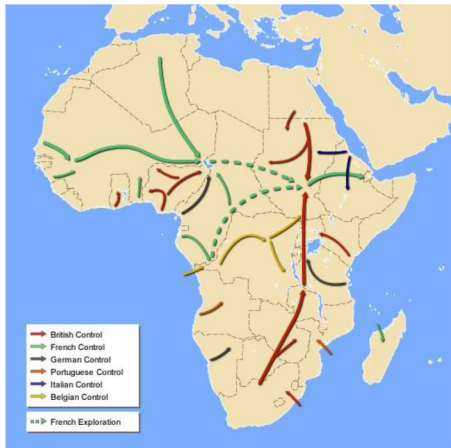 British Control
French Control
German Control
Portuguese Control
Italian Control
Belgian Control
French Exploration